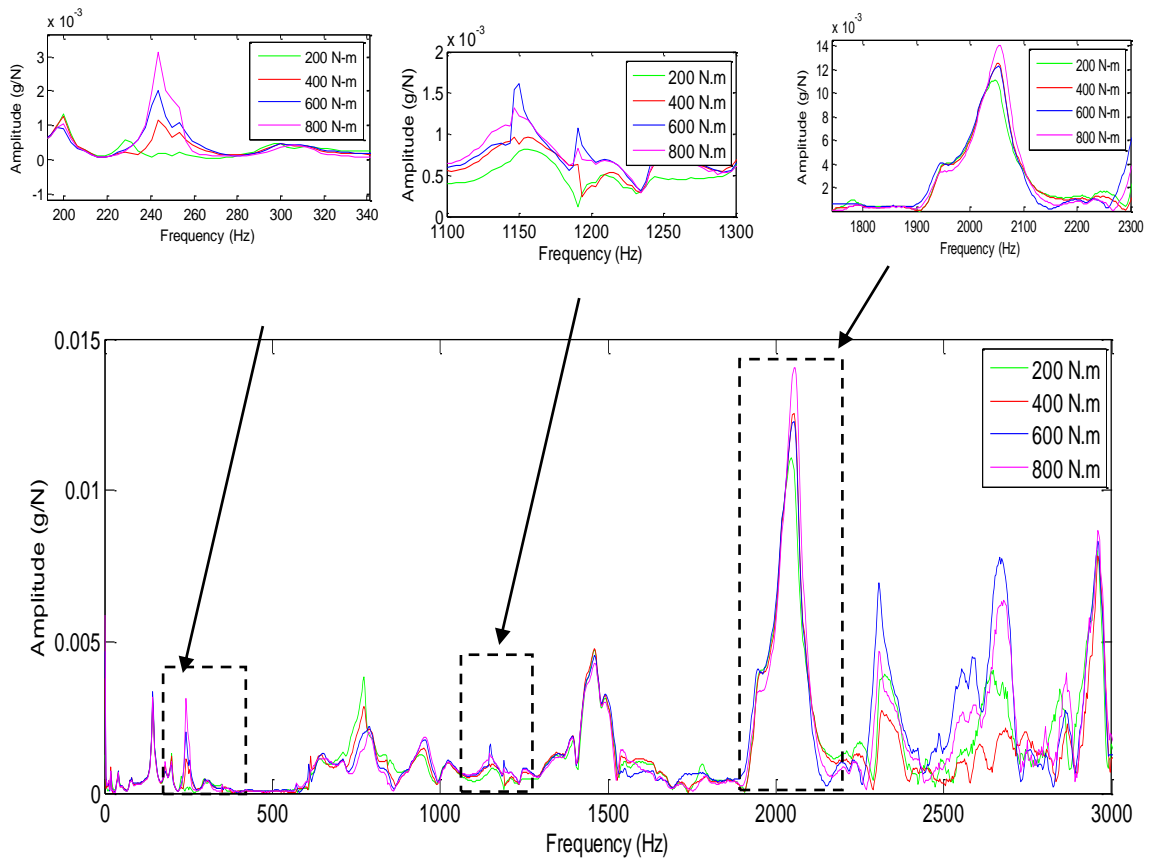 x 10⁻³
3
2
1
0
-1
Amplitude (g/N)
200 N-m
400 N-m
600 N-m
800 N-m
200 220 240 260 280 300 320 340
Frequency (Hz)
x 10⁻³
2
1.5
1
0.5
0
Amplitude (g/N)
200 N.m
400 N.m
600 N.m
800 N.m
1100 1150 1200 1250 1300
Frequency (Hz)
x 10⁻³
14
12
10
8
6
4
2
Amplitude (g/N)
200 N.m
400 N.m
600 N-m
800 N-m
1800 1900 2000 2100 2200 2300
Frequency (Hz)
0.015
0.01
0.005
0
Amplitude (g/N)
200 N.m
400 N.m
600 N.m
800 N.m
0 500 1000 1500 2000 2500 3000
Frequency (Hz)